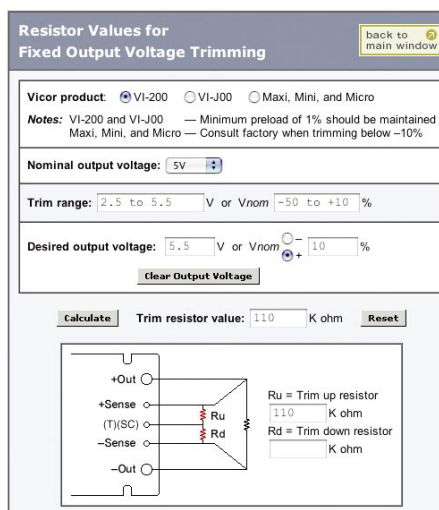 Resistor Values for
Fixed Output Voltage Trimming
back to
main window
Vicor product: VI-200 VI-J00 Maxi, Mini, and Micro
Notes: VI-200 and VI-J00 — Minimum preload of 1% should be maintained
Maxi, Mini, and Micro — Consult factory when trimming below –10%
Nominal output voltage: 5V
Trim range: 2.5 to 5.5 V or Vnom -50 to +10 %
Desired output voltage: 5.5 V or Vnom – + 10 %
Clear Output Voltage
Calculate Trim resistor value: 110 K ohm Reset
+Out
+Sense
(T)(SC)
–Sense
–Out
Ru
Rd
Ru = Trim up resistor
110 K ohm
Rd = Trim down resistor
K ohm